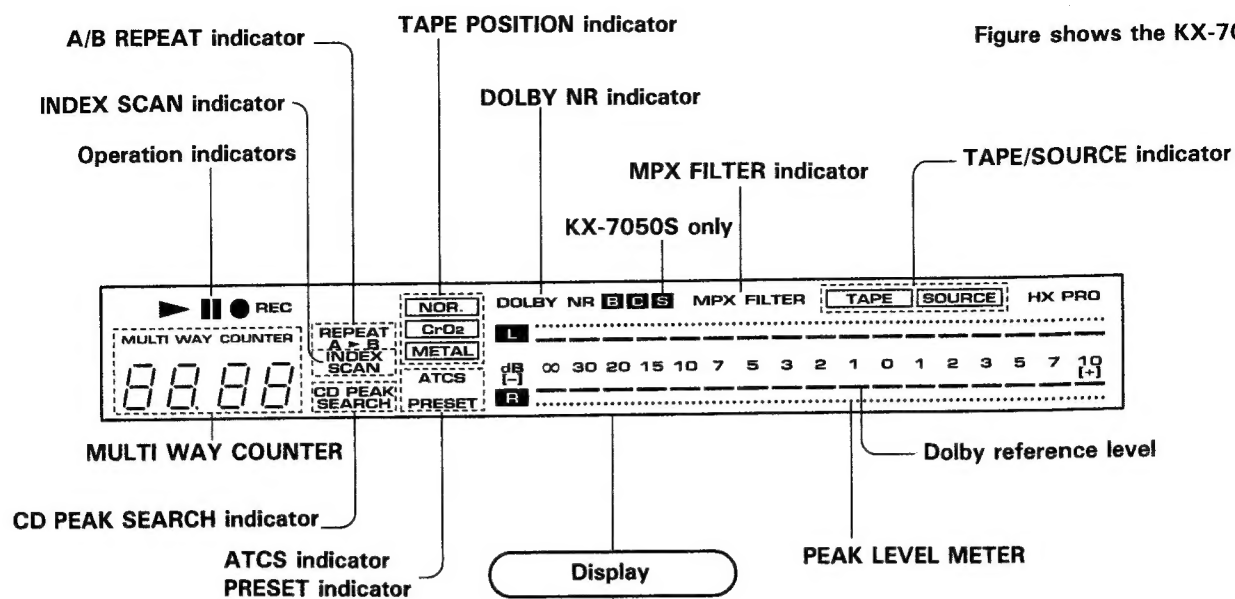 TAPE POSITION indicator
Figure shows the KX-70
A/B REPEAT indicator
INDEX SCAN indicator
DOLBY NR indicator
Operation indicators
TAPE/SOURCE indicator
MPX FILTER indicator
KX-7050S only
REC
MULTI WAY COUNTER
88 88
REPEAT
A ► B
INDEX
SCAN
CD PEAK
SEARCH
NOR.
CrO2
METAL
ATCS
PRESET
DOLBY NR B C S MPX FILTER TAPE SOURCE HX PRO
L
dB ∞ 30 20 15 10 7 5 3 2 1 0 1 2 3 5 7 10
[-] [+]
R
MULTI WAY COUNTER
Dolby reference level
CD PEAK SEARCH indicator
ATCS indicator
PRESET indicator
PEAK LEVEL METER
Display